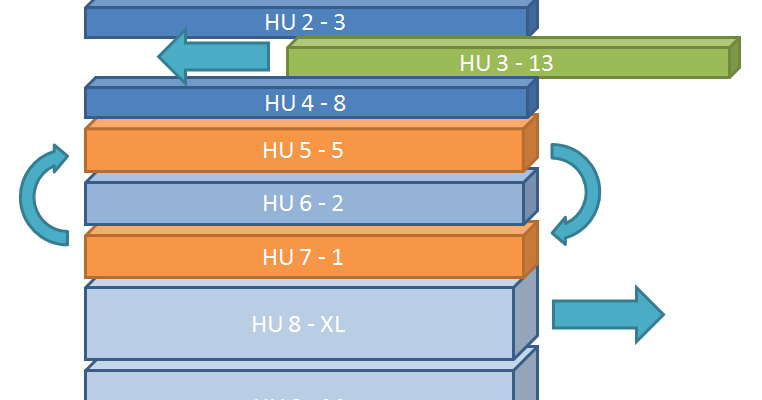 HU 2 - 3
HU 3 - 13
HU 4 - 8
HU 5 - 5
HU 6 - 2
HU 7 - 1
HU 8 - XL